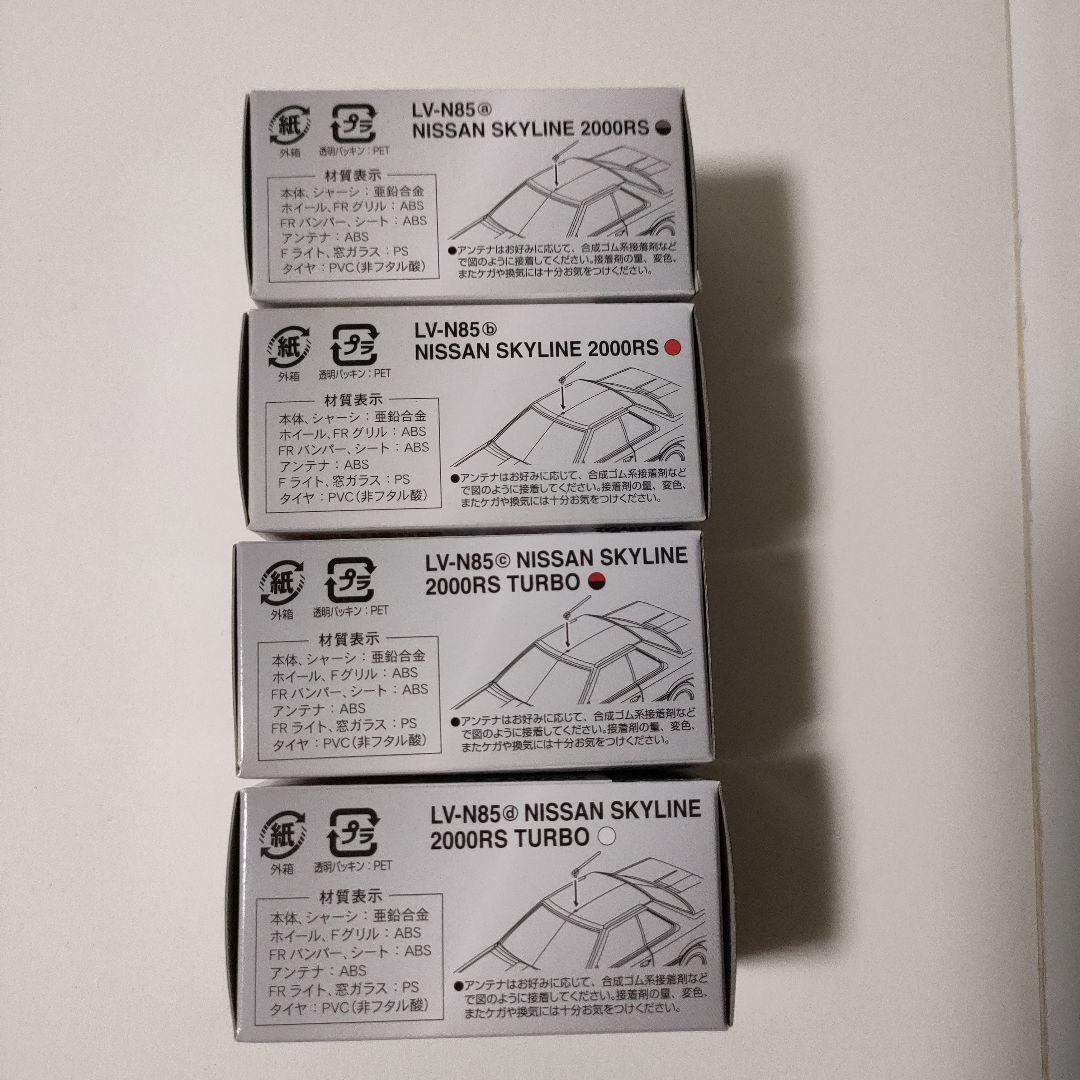 紙
外箱
プラ
透明パッキン：PET
LV-N85ⓐ
NISSAN SKYLINE 2000RS
材質表示
本体、シャーシ：亜鉛合金
ホイール、FRグリル：ABS
FRバンパー、シート：ABS
アンテナ：ABS
Fライト、窓ガラス：PS
タイヤ：PVC（非フタル酸）
●アンテナはお好みに応じて、合成ゴム系接着剤など
で図のように接着してください。接着剤の量、変色、
またケガや換気には十分お気をつけください。
紙
外箱
プラ
透明パッキン：PET
LV-N85ⓑ
NISSAN SKYLINE 2000RS
材質表示
本体、シャーシ：亜鉛合金
ホイール、FRグリル：ABS
FRバンパー、シート：ABS
アンテナ：ABS
Fライト、窓ガラス：PS
タイヤ：PVC（非フタル酸）
●アンテナはお好みに応じて、合成ゴム系接着剤など
で図のように接着してください。接着剤の量、変色、
またケガや換気には十分お気をつけください。
紙
外箱
プラ
透明パッキン：PET
LV-N85ⓒ NISSAN SKYLINE
2000RS TURBO
材質表示
本体、シャーシ：亜鉛合金
ホイール、Fグリル：ABS
FRバンパー、シート：ABS
アンテナ：ABS
FRライト、窓ガラス：PS
タイヤ：PVC（非フタル酸）
●アンテナはお好みに応じて、合成ゴム系接着剤など
で図のように接着してください。接着剤の量、変色、
またケガや換気には十分お気をつけください。
紙
外箱
プラ
透明パッキン：PET
LV-N85ⓓ NISSAN SKYLINE
2000RS TURBO
材質表示
本体、シャーシ：亜鉛合金
ホイール、Fグリル：ABS
FRバンパー、シート：ABS
アンテナ：ABS
FRライト、窓ガラス：PS
タイヤ：PVC（非フタル酸）
●アンテナはお好みに応じて、合成ゴム系接着剤など
で図のように接着してください。接着剤の量、変色、
またケガや換気には十分お気をつけください。